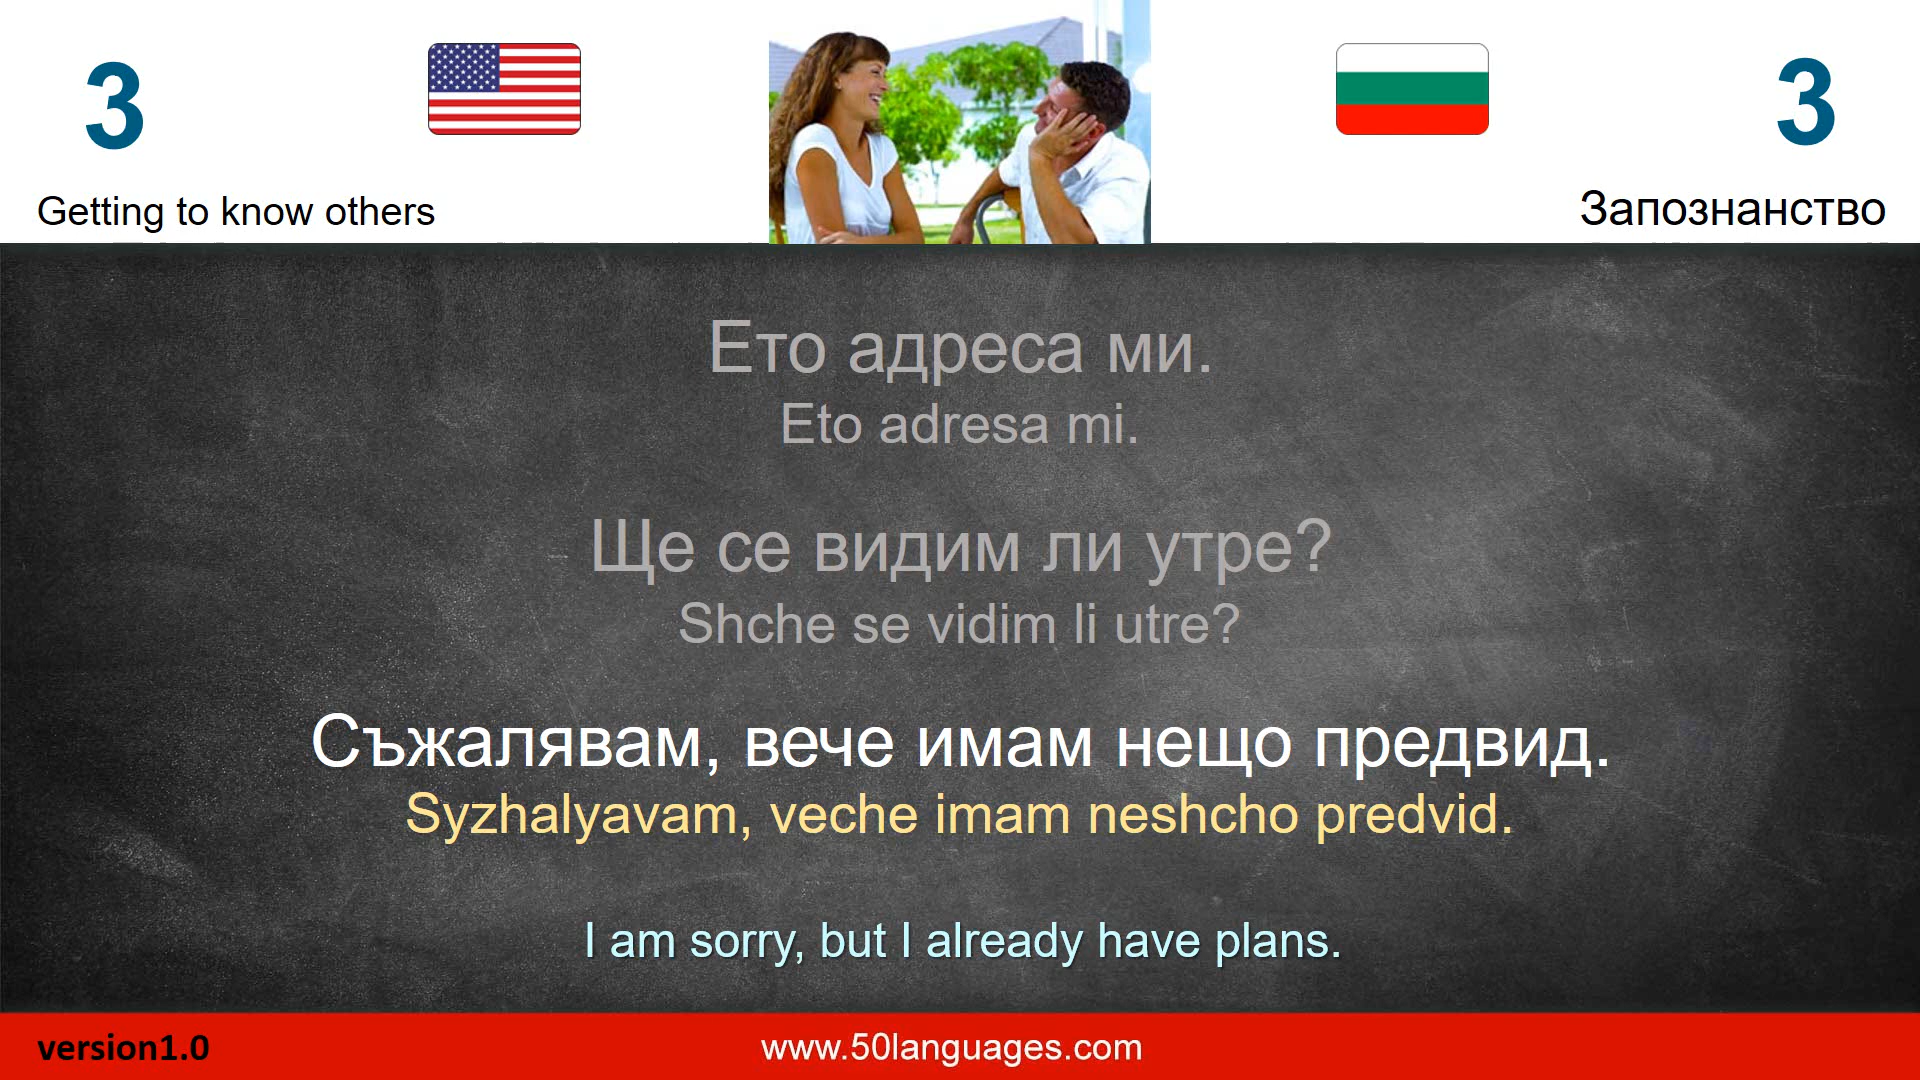 3
3
Getting to know others
Запознанство
Ето адреса ми.
Eto adresa mi.
Ще се видим ли утре?
Shche se vidim li utre?
Съжалявам, вече имам нещо предвид.
Syzhalyavam, veche imam neshcho predvid.
I am sorry, but I already have plans.
version1.0
www.50languages.com